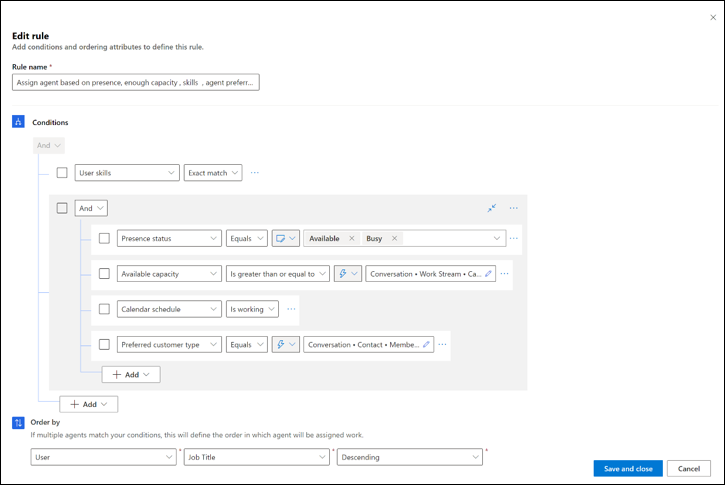 Edit rule
Add conditions and ordering attributes to define this rule.
Rule name *
Assign agent based on presence, enough capacity , skills , agent preferr...
Conditions
And
User skills Exact match ...
And ...
Presence status Equals Available Busy ...
Available capacity Is greater than or equal to Conversation • Work Stream • Ca... ...
Calendar schedule Is working ...
Preferred customer type Equals Conversation • Contact • Membe... ...
+ Add
+ Add
Order by
If multiple agents match your conditions, this will define the order in which agent will be assigned work.
User * Job Title * Descending *
Save and close Cancel